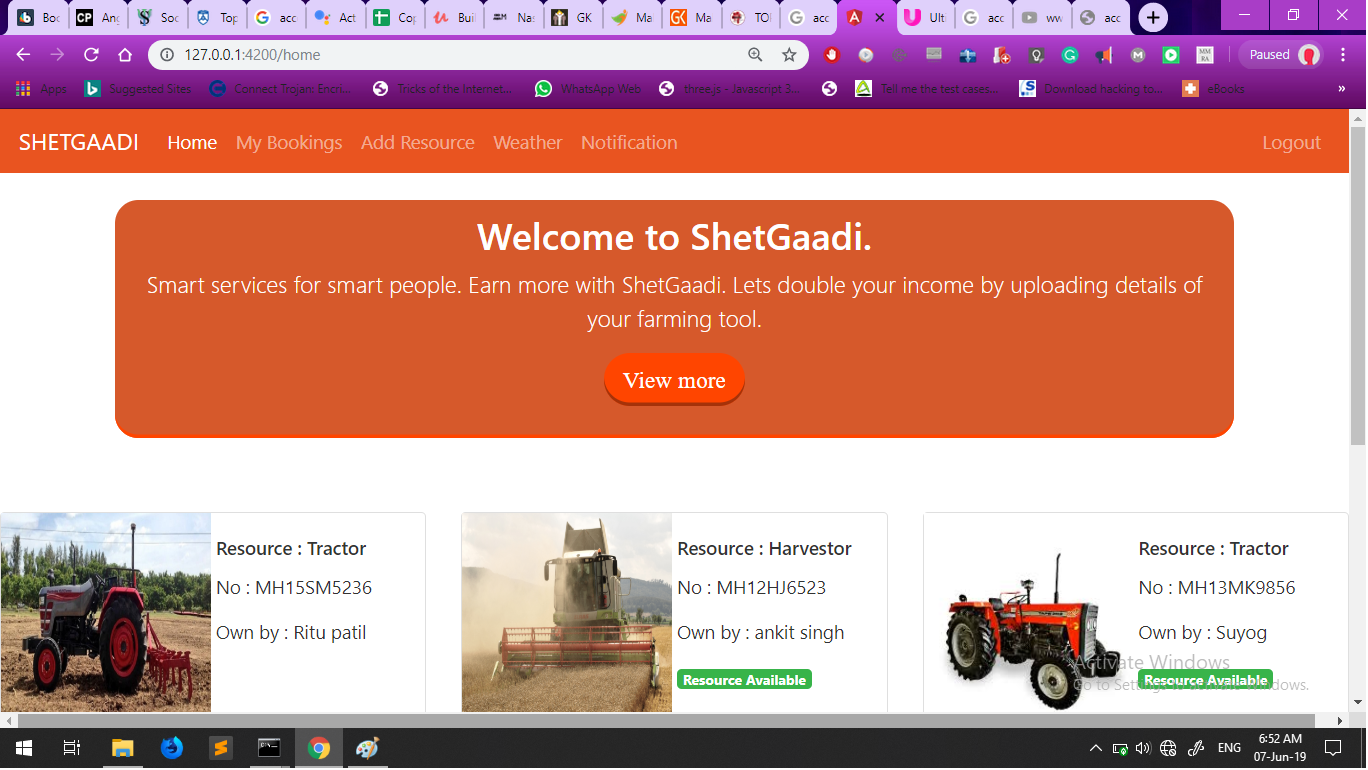 Boo
CP
Ang
Soc
Top
acc
Act
Cop
Buil
Nas
GK
Ma
GK
Ma
TOI
acc
Ult
acc
ww
acc
127.0.0.1:4200/home
Paused
Apps
Suggested Sites
Connect Trojan: Encri...
Tricks of the Internet...
WhatsApp Web
three.js - Javascript 3...
Tell me the test cases...
Download hacking to...
eBooks
»
SHETGAADI Home My Bookings Add Resource Weather Notification Logout
Welcome to ShetGaadi.
Smart services for smart people. Earn more with ShetGaadi. Lets double your income by uploading details of
your farming tool.
View more
Resource : Tractor
No : MH15SM5236
Own by : Ritu patil
Resource : Harvestor
No : MH12HJ6523
Own by : ankit singh
Resource Available
Resource : Tractor
No : MH13MK9856
Own by : Suyog
Resource Available
Activate Windows
Go to Settings to activate Windows.
ENG
6:52 AM
07-Jun-19